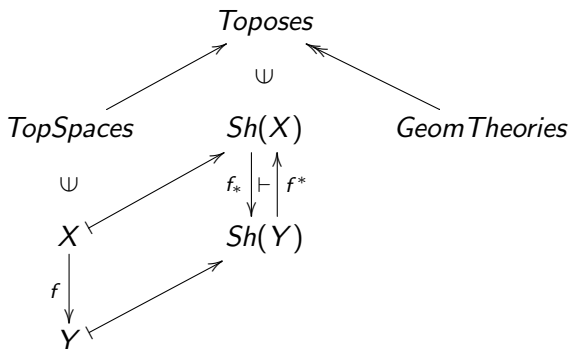 Toposes
TopSpaces Sh(X) GeomTheories
f_* ⊢ f^*
X Sh(Y)
f
Y